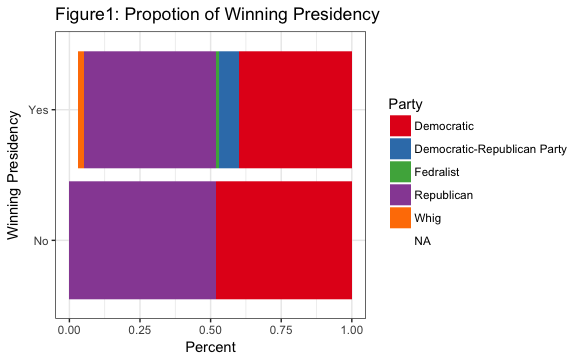 Figure1: Propotion of Winning Presidency
Winning Presidency
Yes
No
0.00 0.25 0.50 0.75 1.00
Percent
Party
Democratic
Democratic-Republican Party
Fedralist
Republican
Whig
NA